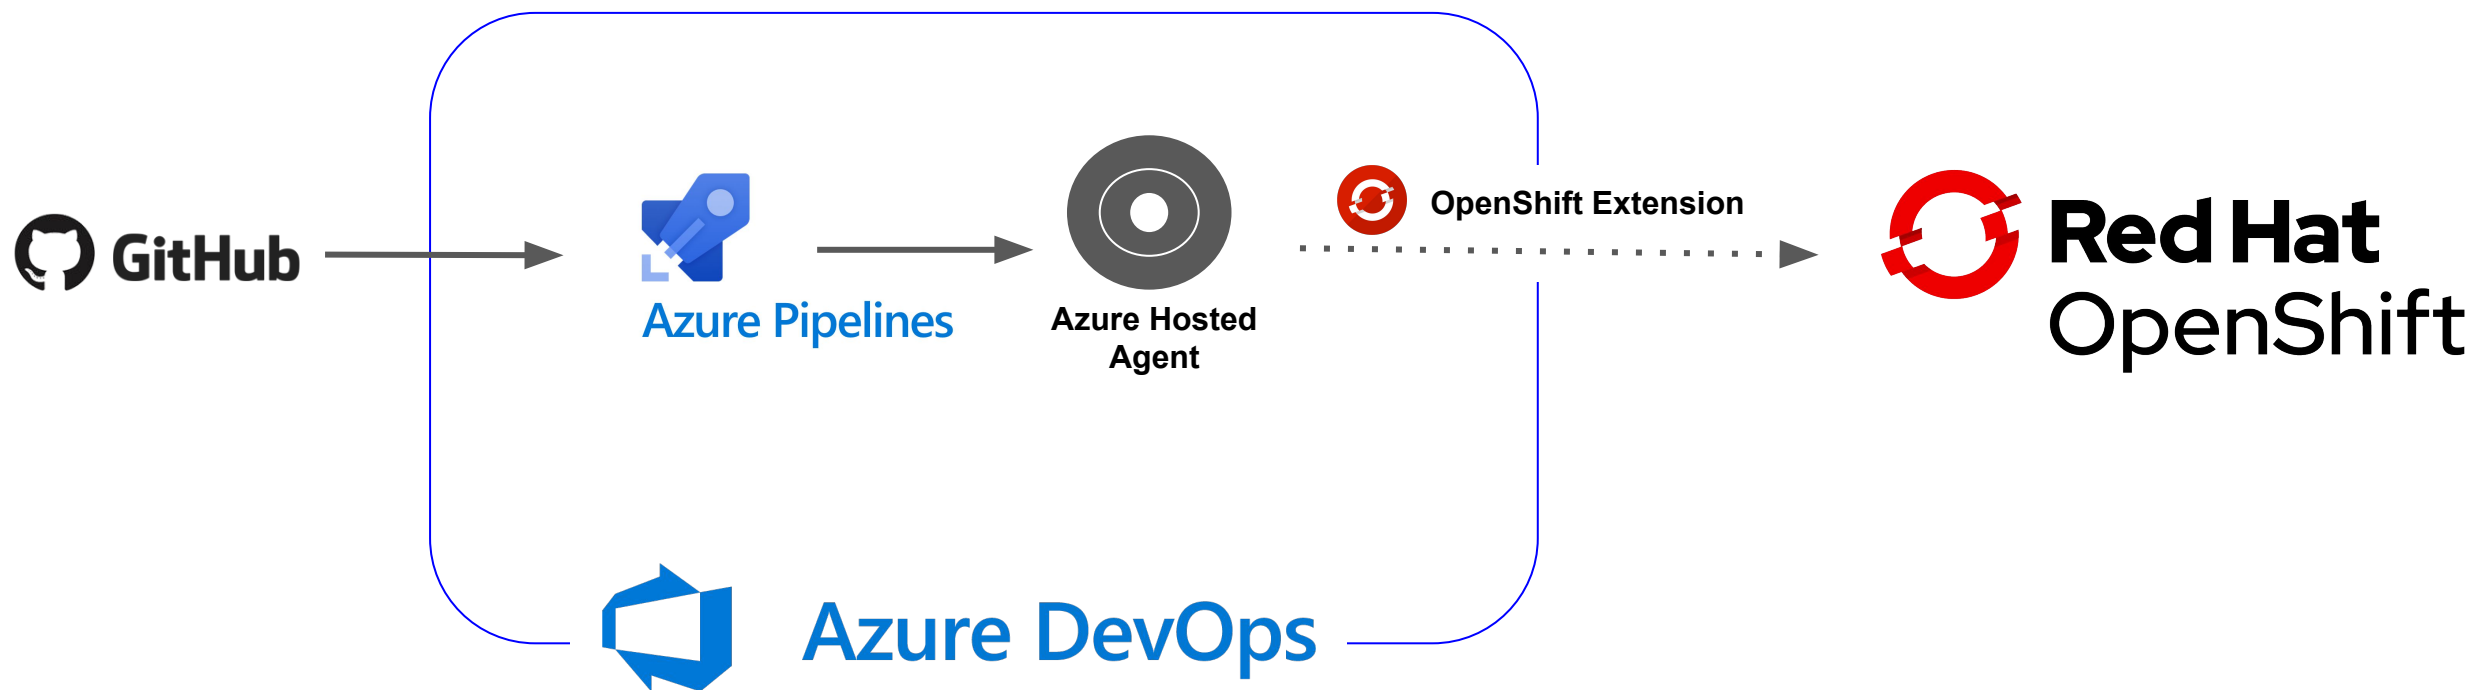 GitHub
Azure Pipelines
Azure Hosted
Agent
OpenShift Extension
Red Hat
OpenShift
Azure DevOps